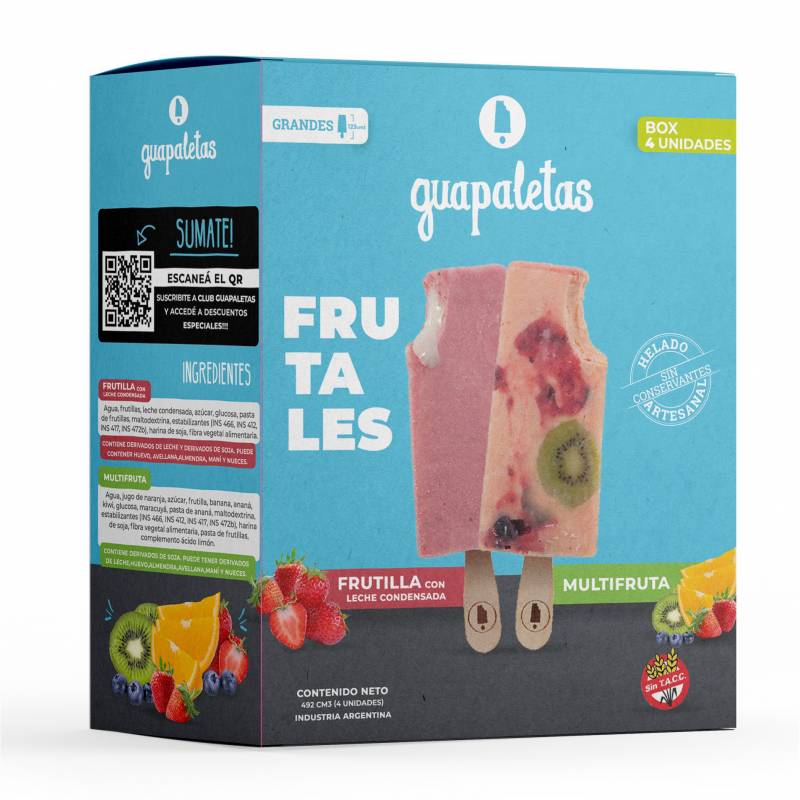 guapaletas
SUMATE!
ESCANEÁ EL QR
SUSCRIBITE A CLUB GUAPALETAS
Y ACCEDÉ A DESCUENTOS
ESPECIALES!!!
INGREDIENTES
FRUTILLA CON
LECHE CONDENSADA
Agua, frutillas, leche condensada, azúcar, glucosa, pasta
de frutillas, maltodextrina, estabilizantes (INS 466, INS 412,
INS 417, INS 472b), harina de soja, fibra vegetal alimentaria.
CONTIENE DERIVADOS DE LECHE Y DERIVADOS DE SOJA. PUEDE
CONTENER HUEVO, AVELLANA,ALMENDRA, MANÍ Y NUECES.
MULTIFRUTA
Agua, jugo de naranja, azúcar, frutilla, banana, ananá,
kiwi, glucosa, maracuyá, pasta de ananá, maltodextrina,
estabilizantes (INS 466, INS 412, INS 417, INS 472b), harina
de soja, fibra vegetal alimentaria, pasta de frutillas,
complemento ácido limón.
CONTIENE DERIVADOS DE SOJA. PUEDE TENER DERIVADOS
DE LECHE,HUEVO,ALMENDRA,AVELLANA,MANÍ Y NUECES.
GRANDES
BOX
4 UNIDADES
guapaletas
FRU
TA
LES
HELADO
SIN
CONSERVANTES
ARTESANAL
FRUTILLA CON
LECHE CONDENSADA
MULTIFRUTA
CONTENIDO NETO
492 CM3 (4 UNIDADES)
INDUSTRIA ARGENTINA
Sin T.A.C.C.